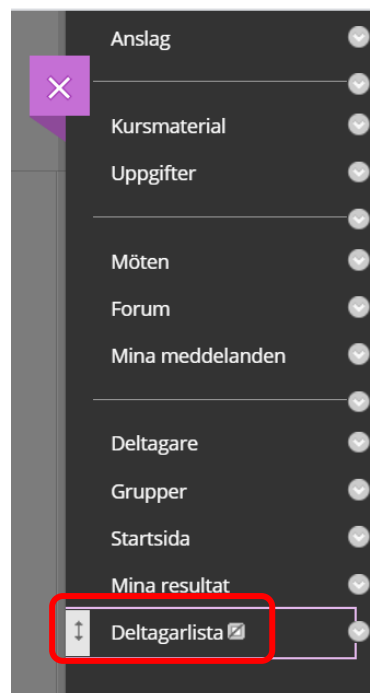 Anslag
Kursmaterial
Uppgifter
Möten
Forum
Mina meddelanden
Deltagare
Grupper
Startsida
Mina resultat
Deltagarlista